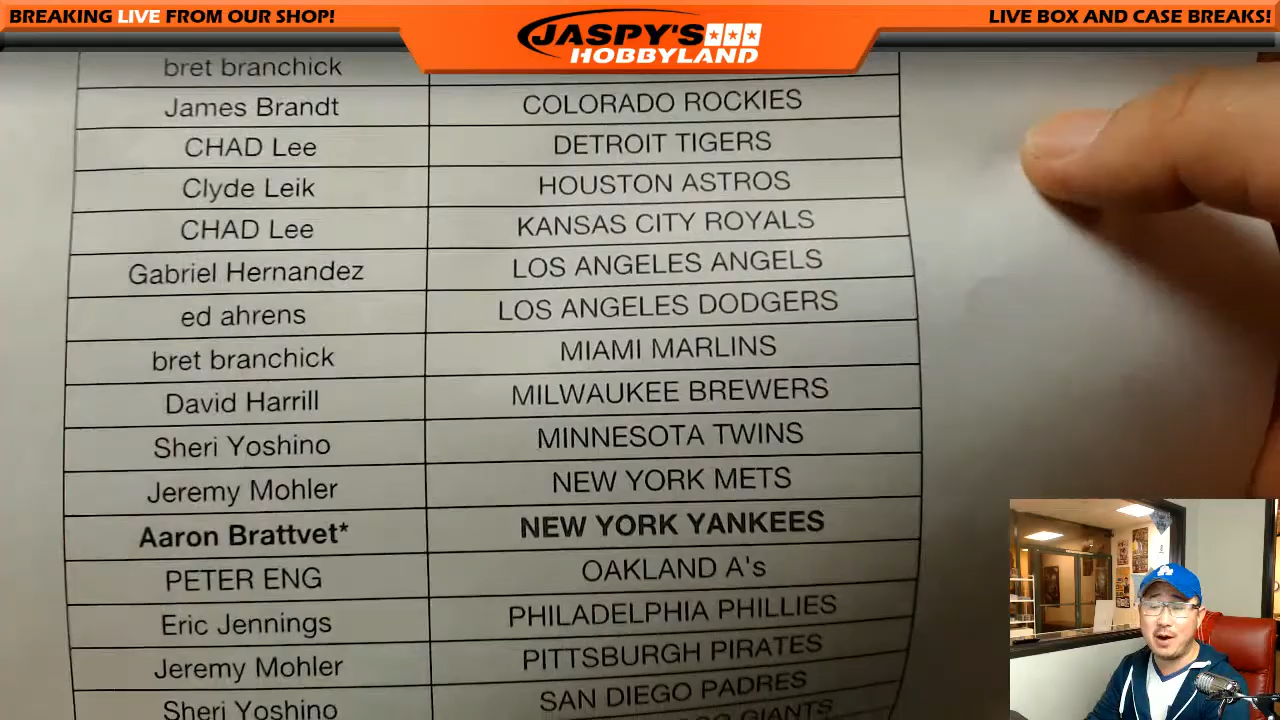 BREAKING LIVE FROM OUR SHOP!
JASPY'S
HOBBYLAND
LIVE BOX AND CASE BREAKS!
bret branchick
James Brandt COLORADO ROCKIES
CHAD Lee DETROIT TIGERS
Clyde Leik HOUSTON ASTROS
CHAD Lee KANSAS CITY ROYALS
Gabriel Hernandez LOS ANGELES ANGELS
ed ahrens LOS ANGELES DODGERS
bret branchick MIAMI MARLINS
David Harrill MILWAUKEE BREWERS
Sheri Yoshino MINNESOTA TWINS
Jeremy Mohler NEW YORK METS
Aaron Brattvet* NEW YORK YANKEES
PETER ENG OAKLAND A's
Eric Jennings PHILADELPHIA PHILLIES
Jeremy Mohler PITTSBURGH PIRATES
Sheri Yoshino SAN DIEGO PADRES
GIANTS